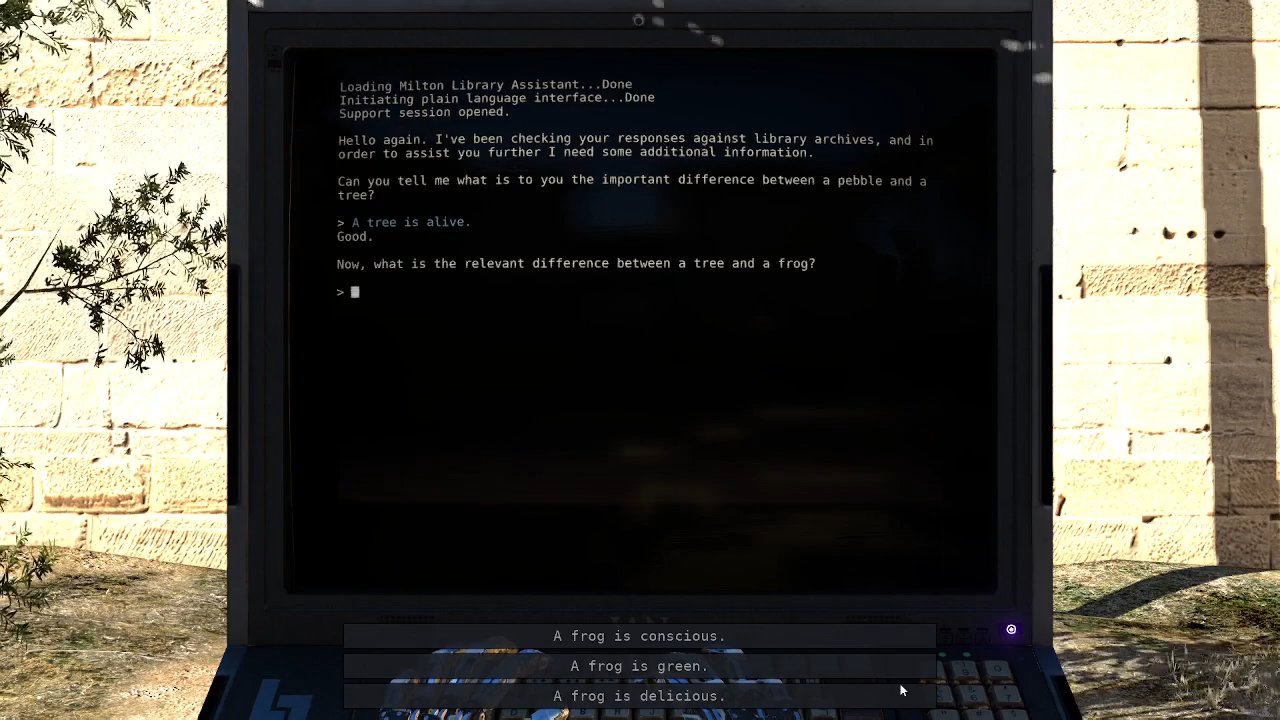 Loading Milton Library Assistant...Done
Initiating plain language interface...Done
Support session opened.
Hello again. I've been checking your responses against library archives, and in
order to assist you further I need some additional information.
Can you tell me what is to you the important difference between a pebble and a
tree?
> A tree is alive.
Good.
Now, what is the relevant difference between a tree and a frog?
>
A frog is conscious.
A frog is green.
A frog is delicious.